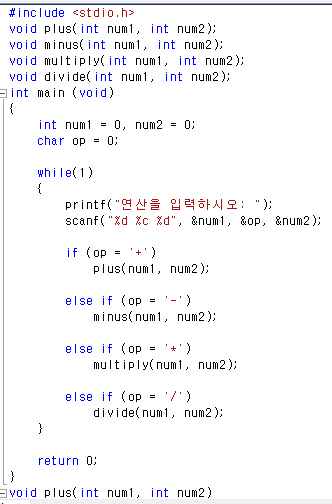 #include <stdio.h>
void plus(int num1, int num2);
void minus(int num1, int num2);
void multiply(int num1, int num2);
void divide(int num1, int num2);
int main (void)
{
int num1 = 0, num2 = 0;
char op = 0;
while(1)
{
printf("연산을 입력하시오: ");
scanf("%d %c %d", &num1, &op, &num2);
if (op = '+')
plus(num1, num2);
else if (op = '-')
minus(num1, num2);
else if (op = '*')
multiply(num1, num2);
else if (op = '/')
divide(num1, num2);
}
return 0;
}
void plus(int num1, int num2)